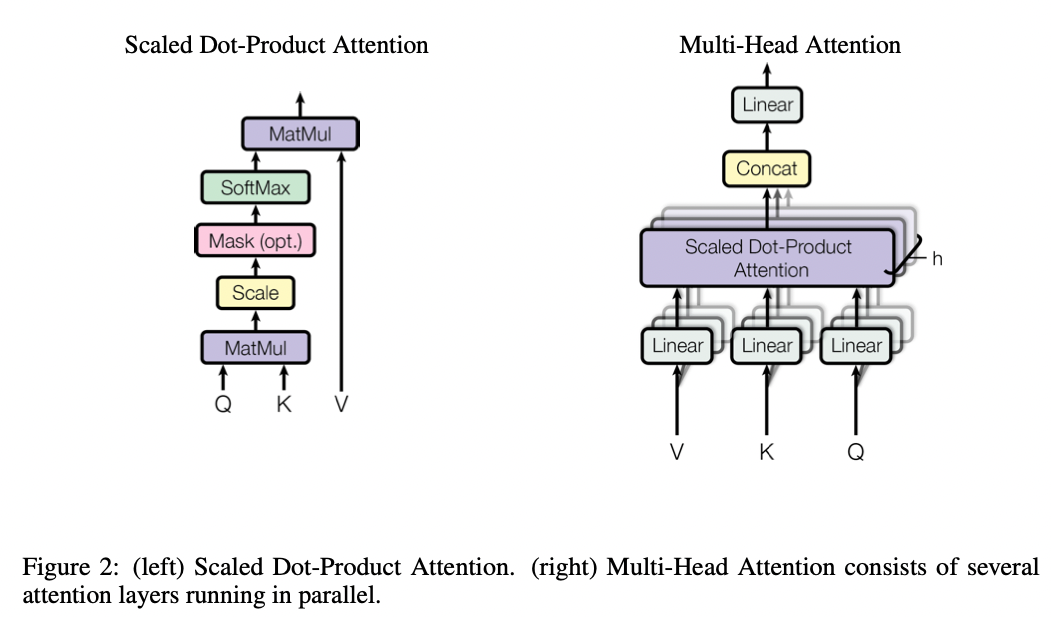 Scaled Dot-Product Attention
MatMul
SoftMax
Mask (opt.)
Scale
MatMul
Q K V
Multi-Head Attention
Linear
Concat
Scaled Dot-Product
Attention
h
Linear Linear Linear
V K Q
Figure 2: (left) Scaled Dot-Product Attention. (right) Multi-Head Attention consists of several
attention layers running in parallel.